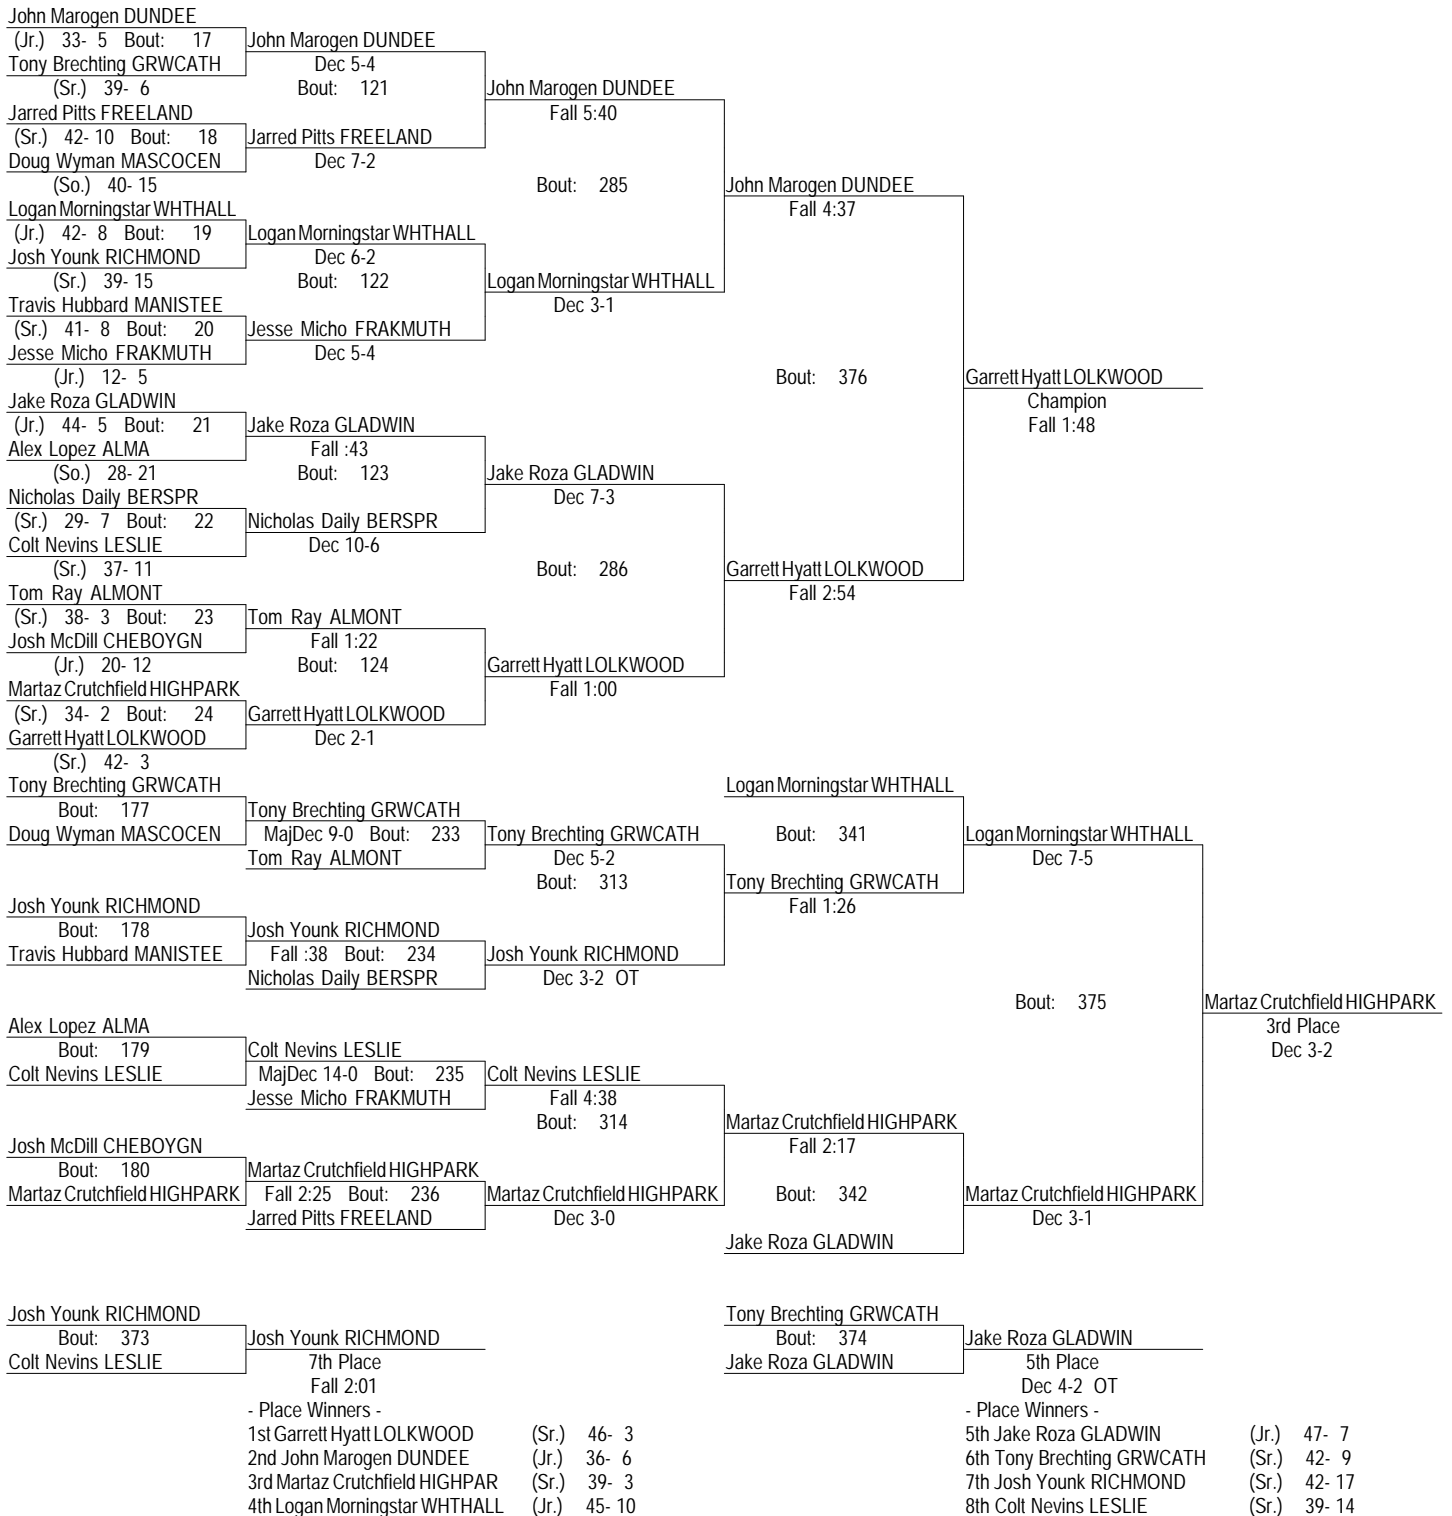 John Marogen DUNDEE
(Jr.) 33- 5 Bout: 17 John Marogen DUNDEE
Tony Brechting GRWCATH Dec 5-4
(Sr.) 39- 6 Bout: 121 John Marogen DUNDEE
Jarred Pitts FREELAND Fall 5:40
(Sr.) 42- 10 Bout: 18 Jarred Pitts FREELAND
Doug Wyman MASCOCEN Dec 7-2
(So.) 40- 15 Bout: 285 John Marogen DUNDEE
Logan Morningstar WHTHALL Fall 4:37
(Jr.) 42- 8 Bout: 19 Logan Morningstar WHTHALL
Josh Younk RICHMOND Dec 6-2
(Sr.) 39- 15 Bout: 122 Logan Morningstar WHTHALL
Travis Hubbard MANISTEE Dec 3-1
(Sr.) 41- 8 Bout: 20 Jesse Micho FRAKMUTH
Jesse Micho FRAKMUTH Dec 5-4
(Jr.) 12- 5 Bout: 376 Garrett Hyatt LOLKWOOD
Jake Roza GLADWIN Champion
(Jr.) 44- 5 Bout: 21 Jake Roza GLADWIN Fall 1:48
Alex Lopez ALMA Fall :43
(So.) 28- 21 Bout: 123 Jake Roza GLADWIN
Nicholas Daily BERSPR Dec 7-3
(Sr.) 29- 7 Bout: 22 Nicholas Daily BERSPR
Colt Nevins LESLIE Dec 10-6
(Sr.) 37- 11 Bout: 286 Garrett Hyatt LOLKWOOD
Tom Ray ALMONT Fall 2:54
(Sr.) 38- 3 Bout: 23 Tom Ray ALMONT
Josh McDill CHEBOYGN Fall 1:22
(Jr.) 20- 12 Bout: 124 Garrett Hyatt LOLKWOOD
Martaz Crutchfield HIGHPARK Fall 1:00
(Sr.) 34- 2 Bout: 24 Garrett Hyatt LOLKWOOD
Garrett Hyatt LOLKWOOD Dec 2-1
(Sr.) 42- 3
Tony Brechting GRWCATH Logan Morningstar WHTHALL
Bout: 177 Tony Brechting GRWCATH
Doug Wyman MASCOCEN MajDec 9-0 Bout: 233 Tony Brechting GRWCATH Bout: 341 Logan Morningstar WHTHALL
Tom Ray ALMONT Dec 5-2 Dec 7-5
Bout: 313 Tony Brechting GRWCATH
Josh Younk RICHMOND Fall 1:26
Bout: 178 Josh Younk RICHMOND
Travis Hubbard MANISTEE Fall :38 Bout: 234 Josh Younk RICHMOND
Nicholas Daily BERSPR Dec 3-2 OT
Bout: 375 Martaz Crutchfield HIGHPARK
Alex Lopez ALMA 3rd Place
Bout: 179 Colt Nevins LESLIE Dec 3-2
Colt Nevins LESLIE MajDec 14-0 Bout: 235 Colt Nevins LESLIE
Jesse Micho FRAKMUTH Fall 4:38
Bout: 314 Martaz Crutchfield HIGHPARK
Josh McDill CHEBOYGN Fall 2:17
Bout: 180 Martaz Crutchfield HIGHPARK
Martaz Crutchfield HIGHPARK Fall 2:25 Bout: 236 Martaz Crutchfield HIGHPARK Bout: 342 Martaz Crutchfield HIGHPARK
Jarred Pitts FREELAND Dec 3-0 Dec 3-1
Jake Roza GLADWIN
Josh Younk RICHMOND Tony Brechting GRWCATH
Bout: 373 Josh Younk RICHMOND Bout: 374 Jake Roza GLADWIN
Colt Nevins LESLIE 7th Place Jake Roza GLADWIN 5th Place
Fall 2:01 Dec 4-2 OT
- Place Winners - - Place Winners -
1st Garrett Hyatt LOLKWOOD (Sr.) 46- 3 5th Jake Roza GLADWIN (Jr.) 47- 7
2nd John Marogen DUNDEE (Jr.) 36- 6 6th Tony Brechting GRWCATH (Sr.) 42- 9
3rd Martaz Crutchfield HIGHPAR (Sr.) 39- 3 7th Josh Younk RICHMOND (Sr.) 42- 17
4th Logan Morningstar WHTHALL (Jr.) 45- 10 8th Colt Nevins LESLIE (Sr.) 39- 14